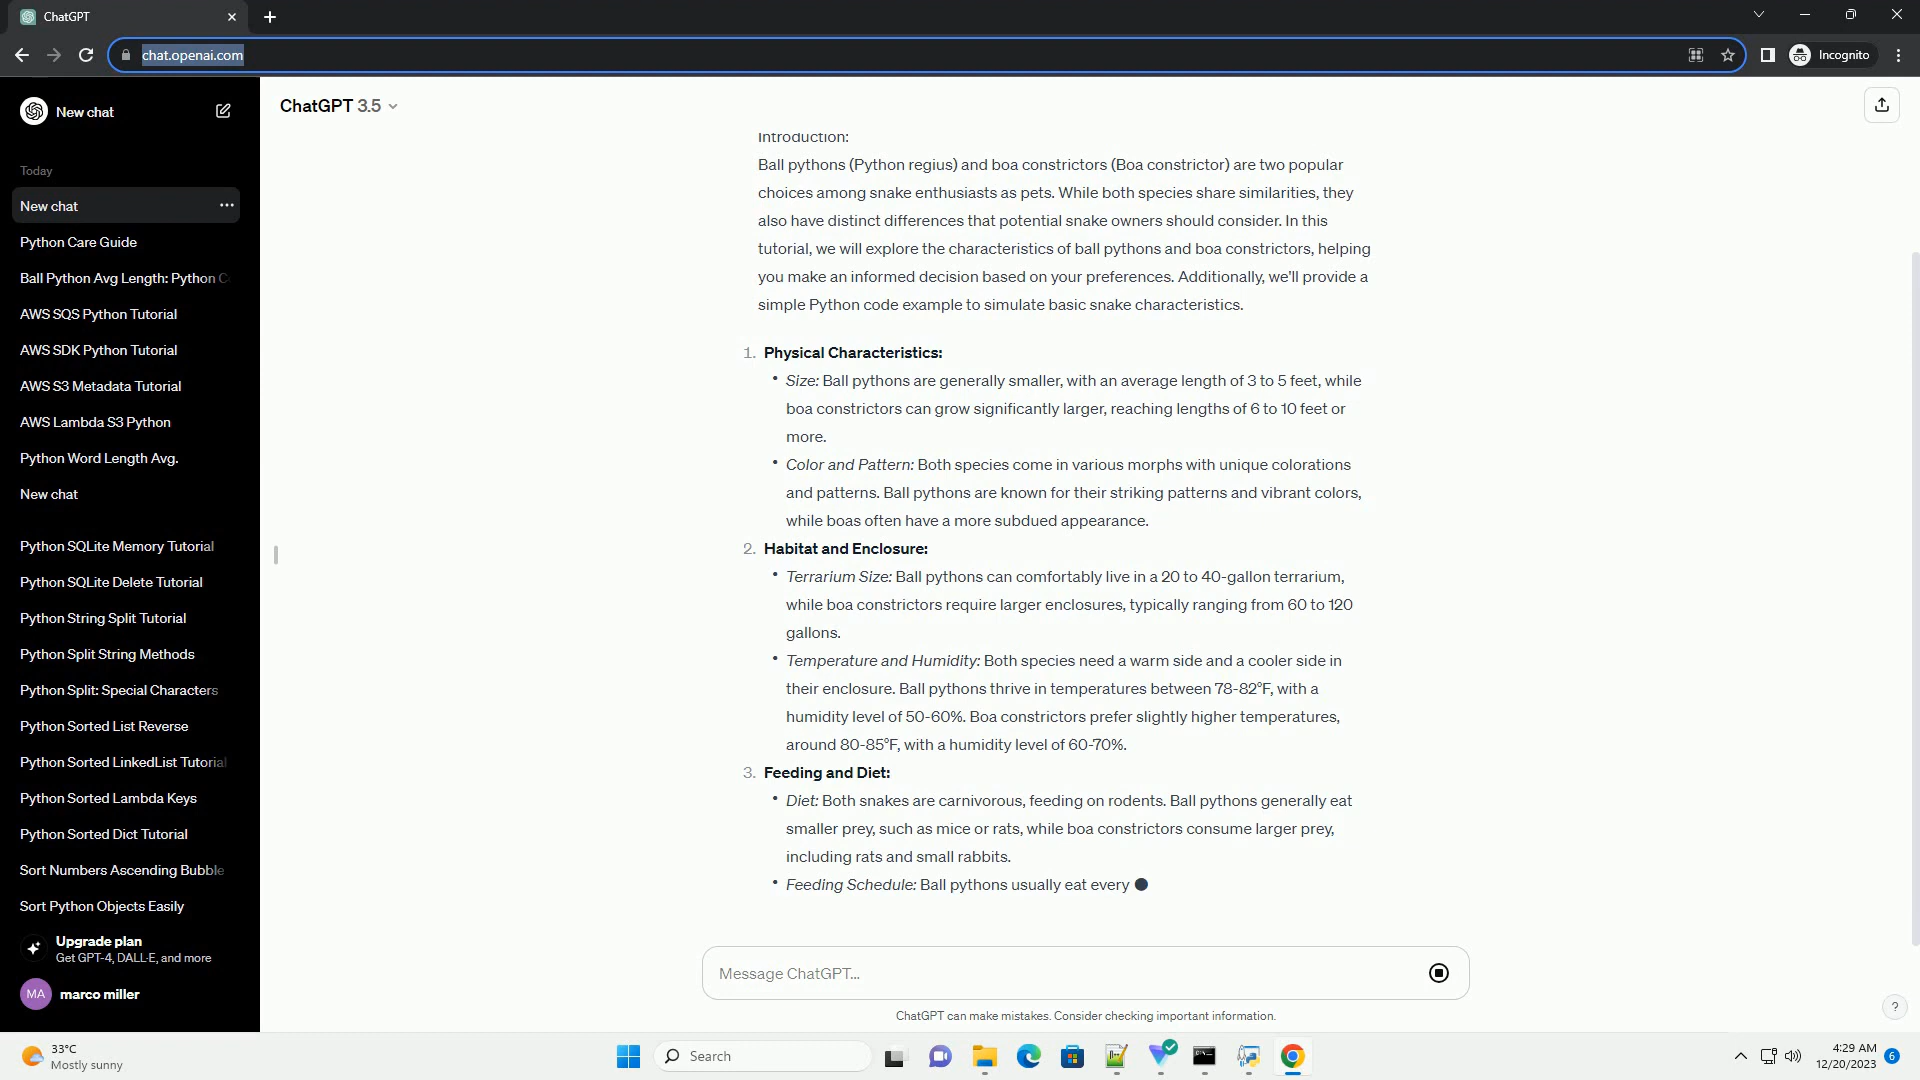 ChatGPT
chat.openai.com
Incognito
New chat
Today
New chat
Python Care Guide
Ball Python Avg Length: Python C
AWS SQS Python Tutorial
AWS SDK Python Tutorial
AWS S3 Metadata Tutorial
AWS Lambda S3 Python
Python Word Length Avg.
New chat
Python SQLite Memory Tutorial
Python SQLite Delete Tutorial
Python String Split Tutorial
Python Split String Methods
Python Split: Special Characters
Python Sorted List Reverse
Python Sorted LinkedList Tutorial
Python Sorted Lambda Keys
Python Sorted Dict Tutorial
Sort Numbers Ascending Bubble
Sort Python Objects Easily
Upgrade plan
Get GPT-4, DALL·E, and more
MA marco miller
ChatGPT 3.5
Introduction:
Ball pythons (Python regius) and boa constrictors (Boa constrictor) are two popular
choices among snake enthusiasts as pets. While both species share similarities, they
also have distinct differences that potential snake owners should consider. In this
tutorial, we will explore the characteristics of ball pythons and boa constrictors, helping
you make an informed decision based on your preferences. Additionally, we'll provide a
simple Python code example to simulate basic snake characteristics.
1. Physical Characteristics:
• Size: Ball pythons are generally smaller, with an average length of 3 to 5 feet, while
boa constrictors can grow significantly larger, reaching lengths of 6 to 10 feet or
more.
• Color and Pattern: Both species come in various morphs with unique colorations
and patterns. Ball pythons are known for their striking patterns and vibrant colors,
while boas often have a more subdued appearance.
2. Habitat and Enclosure:
• Terrarium Size: Ball pythons can comfortably live in a 20 to 40-gallon terrarium,
while boa constrictors require larger enclosures, typically ranging from 60 to 120
gallons.
• Temperature and Humidity: Both species need a warm side and a cooler side in
their enclosure. Ball pythons thrive in temperatures between 78-82°F, with a
humidity level of 50-60%. Boa constrictors prefer slightly higher temperatures,
around 80-85°F, with a humidity level of 60-70%.
3. Feeding and Diet:
• Diet: Both snakes are carnivorous, feeding on rodents. Ball pythons generally eat
smaller prey, such as mice or rats, while boa constrictors consume larger prey,
including rats and small rabbits.
• Feeding Schedule: Ball pythons usually eat every
Message ChatGPT...
ChatGPT can make mistakes. Consider checking important information.
?
33°C
Mostly sunny
Search
4:29 AM
12/20/2023
6